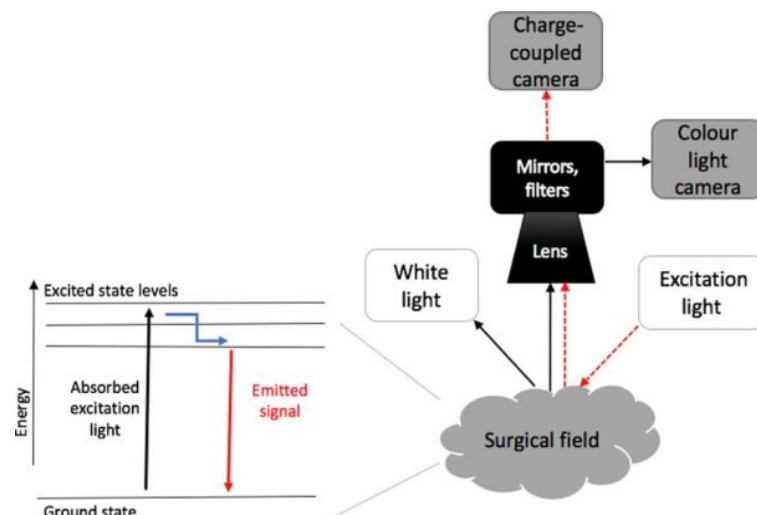 Charge-
coupled
camera
Colour
light
camera
Mirrors,
filters
Lens
White
light
Excitation
light
Surgical field
Excited state levels
Energy
Absorbed
excitation
light
Emitted
signal
Ground state